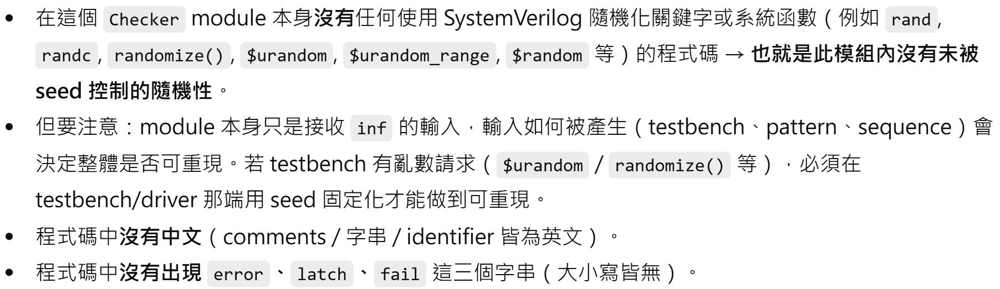 • 在這個 Checker module 本身沒有任何使用 SystemVerilog 隨機化關鍵字或系統函數（例如 rand,
randc, randomize(), $urandom, $urandom_range, $random 等）的程式碼 → 也就是此模組內沒有未被
seed 控制的隨機性。
• 但要注意：module 本身只是接收 inf 的輸入，輸入如何被產生（testbench、pattern、sequence）會
決定整體是否可重現。若 testbench 有亂數請求（$urandom / randomize() 等），必須在
testbench/driver 那端用 seed 固定化才能做到可重現。
• 程式碼中沒有中文（comments / 字串 / identifier 皆為英文）。
• 程式碼中沒有出現 error、latch、fail 這三個字串（大小寫皆無）。